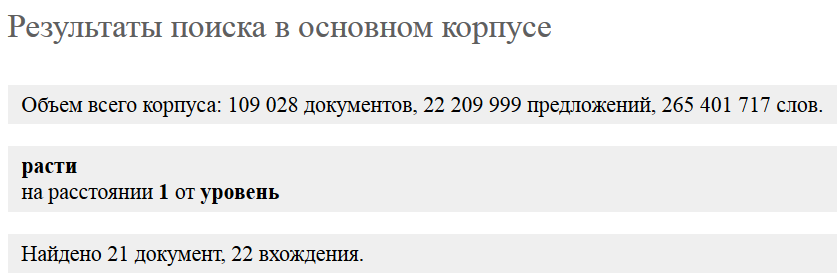 Результаты поиска в основном корпусе
Объем всего корпуса: 109 028 документов, 22 209 999 предложений, 265 401 717 слов.
расти
на расстоянии 1 от уровень
Найдено 21 документ, 22 вхождения.